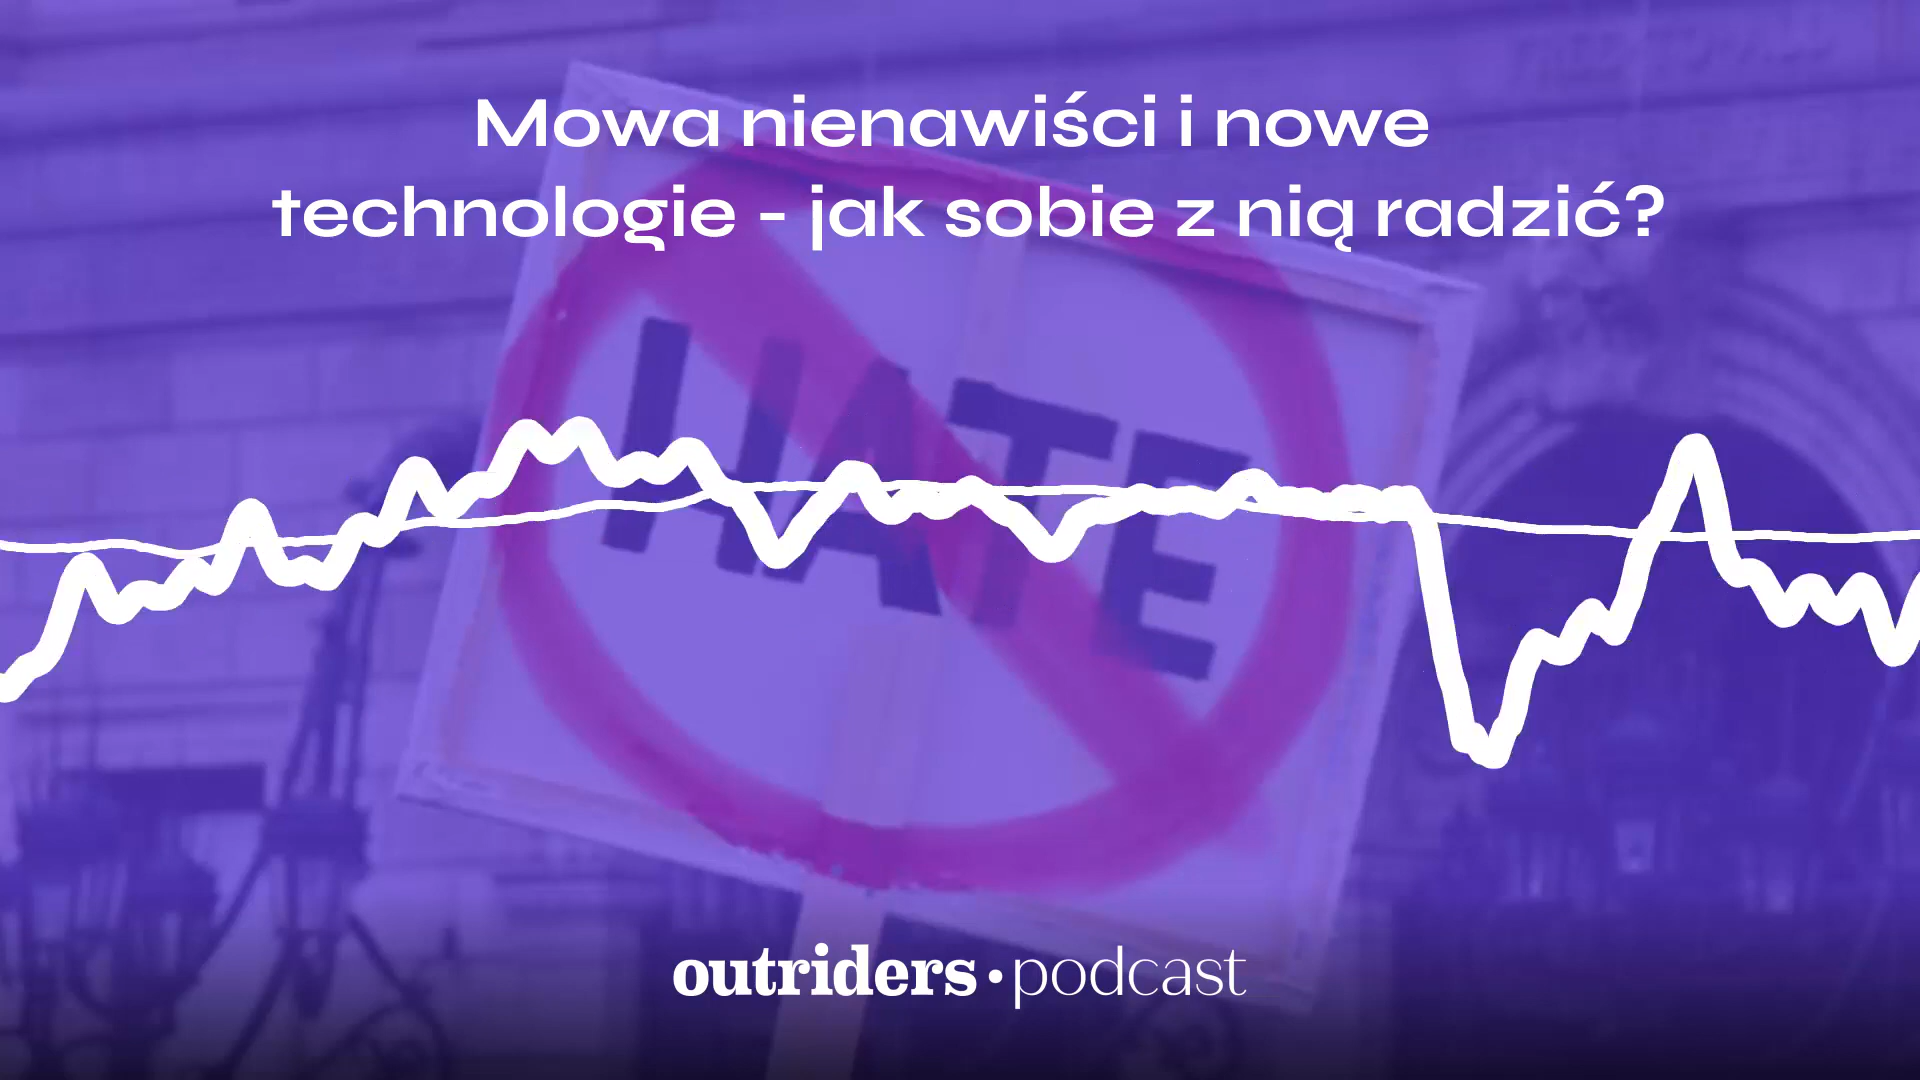 Mowa nienawiści i nowe
technologie - jak sobie z nią radzić?
HATE
outriders • podcast